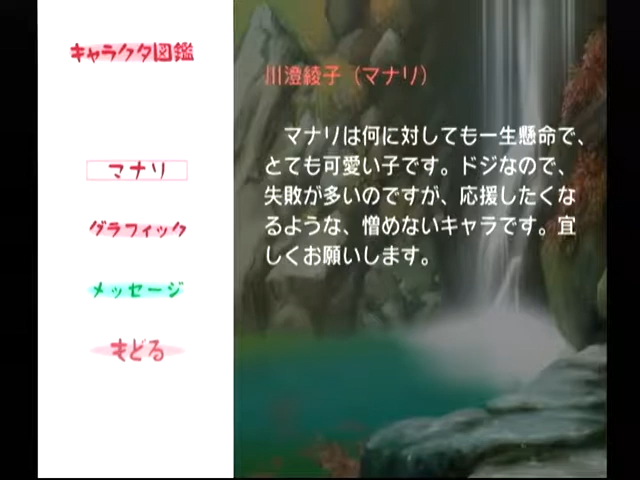 キャラクタ図鑑
マナリ
グラフィック
メッセージ
もどる
川澄綾子（マナリ）
マナリは何に対しても一生懸命で、
とても可愛い子です。ドジなので、
失敗が多いのですが、応援したくな
るような、憎めないキャラです。宜
しくお願いします。